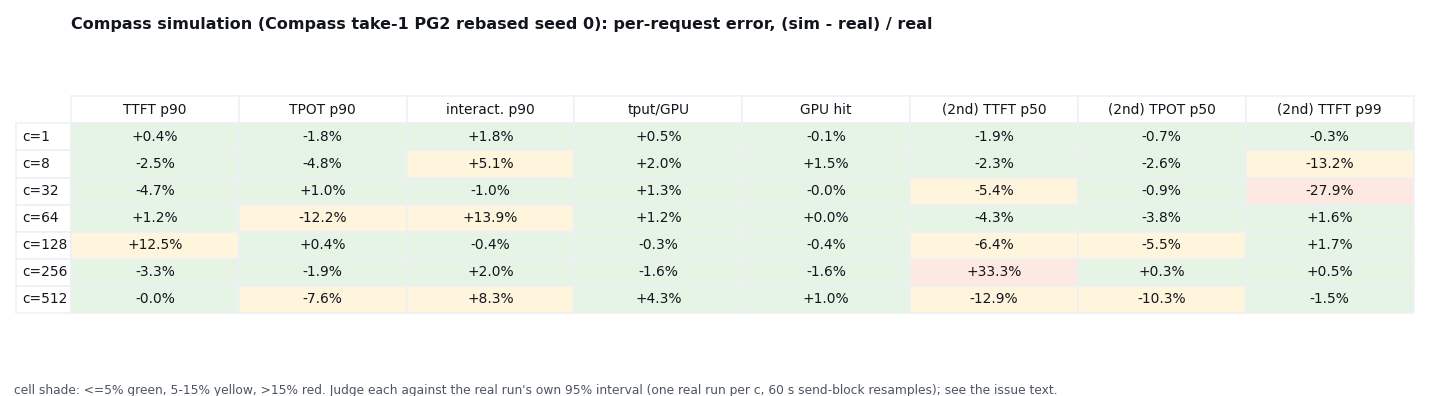 Compass simulation (Compass take-1 PG2 rebased seed 0): per-request error, (sim - real) / real
TTFT p90 TPOT p90 interact. p90 tput/GPU GPU hit (2nd) TTFT p50 (2nd) TPOT p50 (2nd) TTFT p99
c=1 +0.4% -1.8% +1.8% +0.5% -0.1% -1.9% -0.7% -0.3%
c=8 -2.5% -4.8% +5.1% +2.0% +1.5% -2.3% -2.6% -13.2%
c=32 -4.7% +1.0% -1.0% +1.3% -0.0% -5.4% -0.9% -27.9%
c=64 +1.2% -12.2% +13.9% +1.2% +0.0% -4.3% -3.8% +1.6%
c=128 +12.5% +0.4% -0.4% -0.3% -0.4% -6.4% -5.5% +1.7%
c=256 -3.3% -1.9% +2.0% -1.6% -1.6% +33.3% +0.3% +0.5%
c=512 -0.0% -7.6% +8.3% +4.3% +1.0% -12.9% -10.3% -1.5%
cell shade: <=5% green, 5-15% yellow, >15% red. Judge each against the real run's own 95% interval (one real run per c, 60 s send-block resamples); see the issue text.